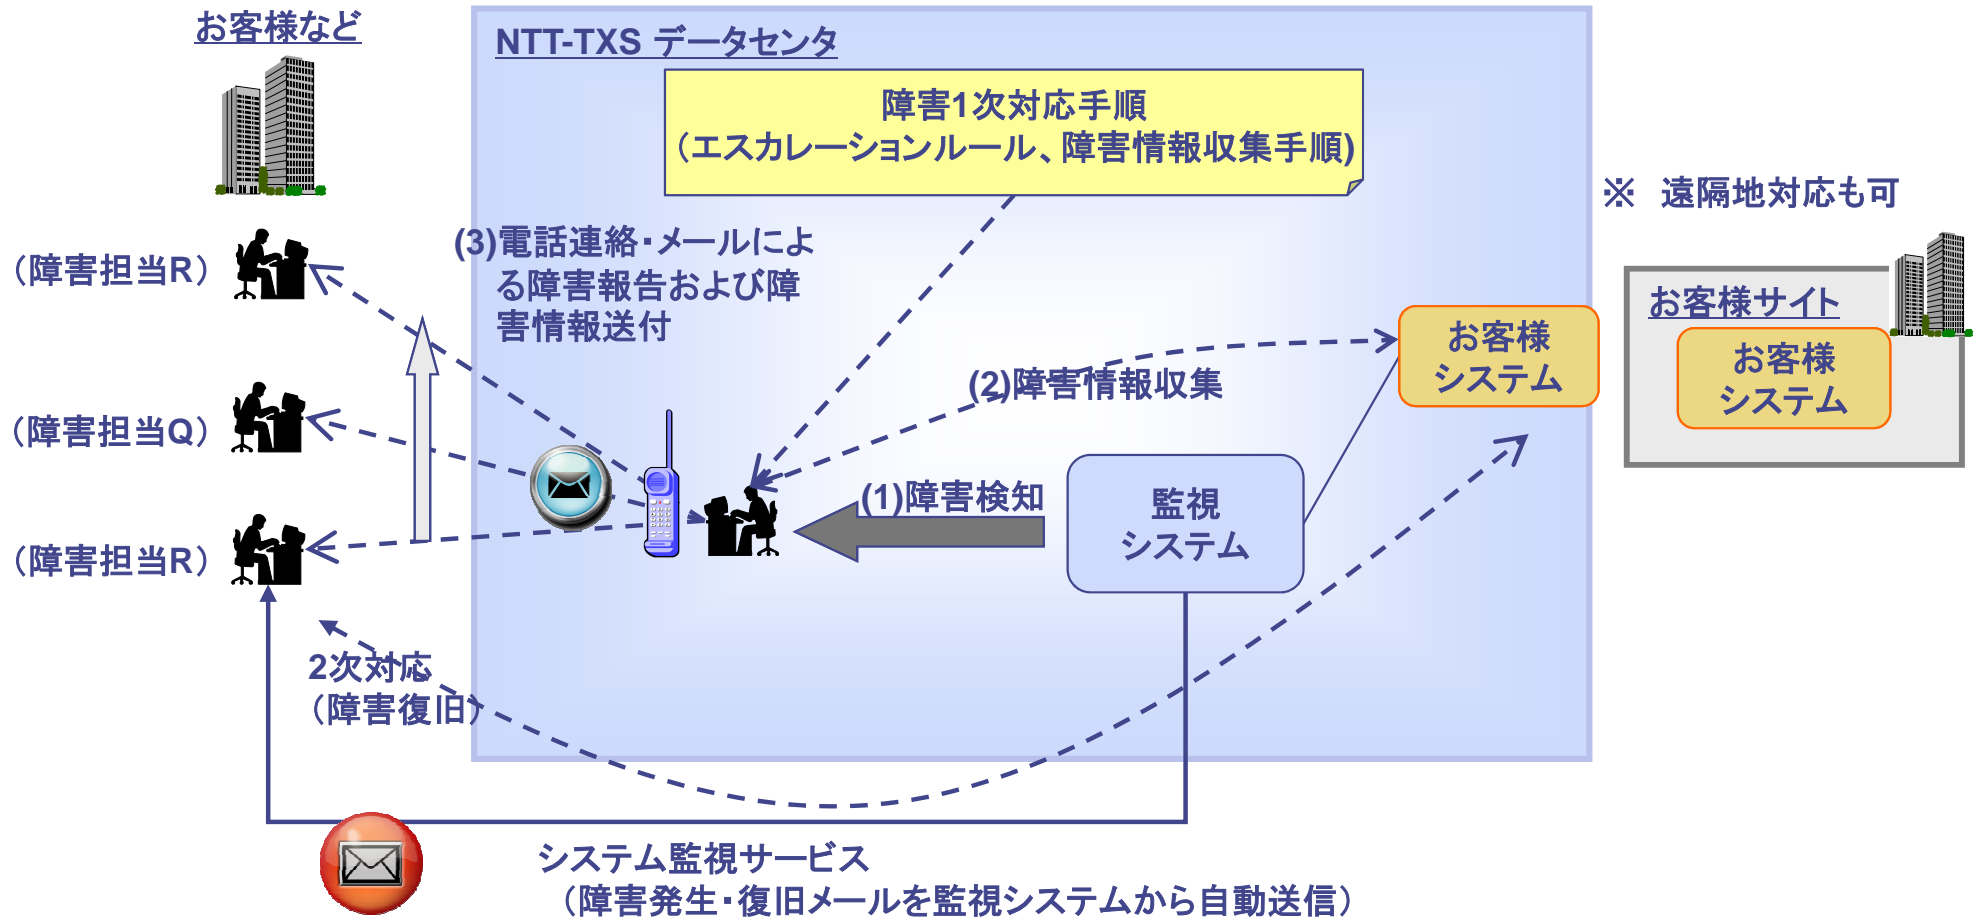 お客様など
NTT-TXS データセンタ
障害1次対応手順
（エスカレーションルール、障害情報収集手順)
※　遠隔地対応も可
(3)電話連絡・メールによ
る障害報告および障
害情報送付
（障害担当R）
お客様サイト
お客様
システム
お客様
システム
(2)障害情報収集
（障害担当Q）
(1)障害検知
監視
システム
（障害担当R）
2次対応
（障害復旧）
システム監視サービス
（障害発生・復旧メールを監視システムから自動送信）